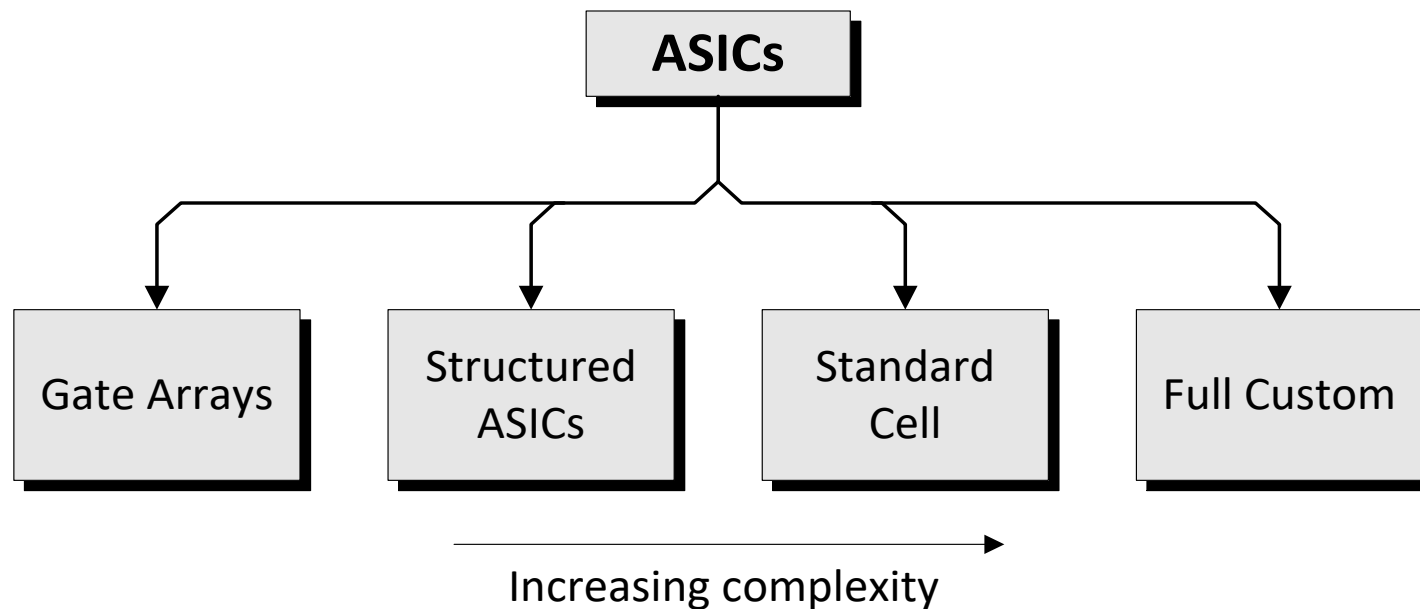 ASICs
Gate Arrays
Structured
ASICs
Standard
Cell
Full Custom
Increasing complexity